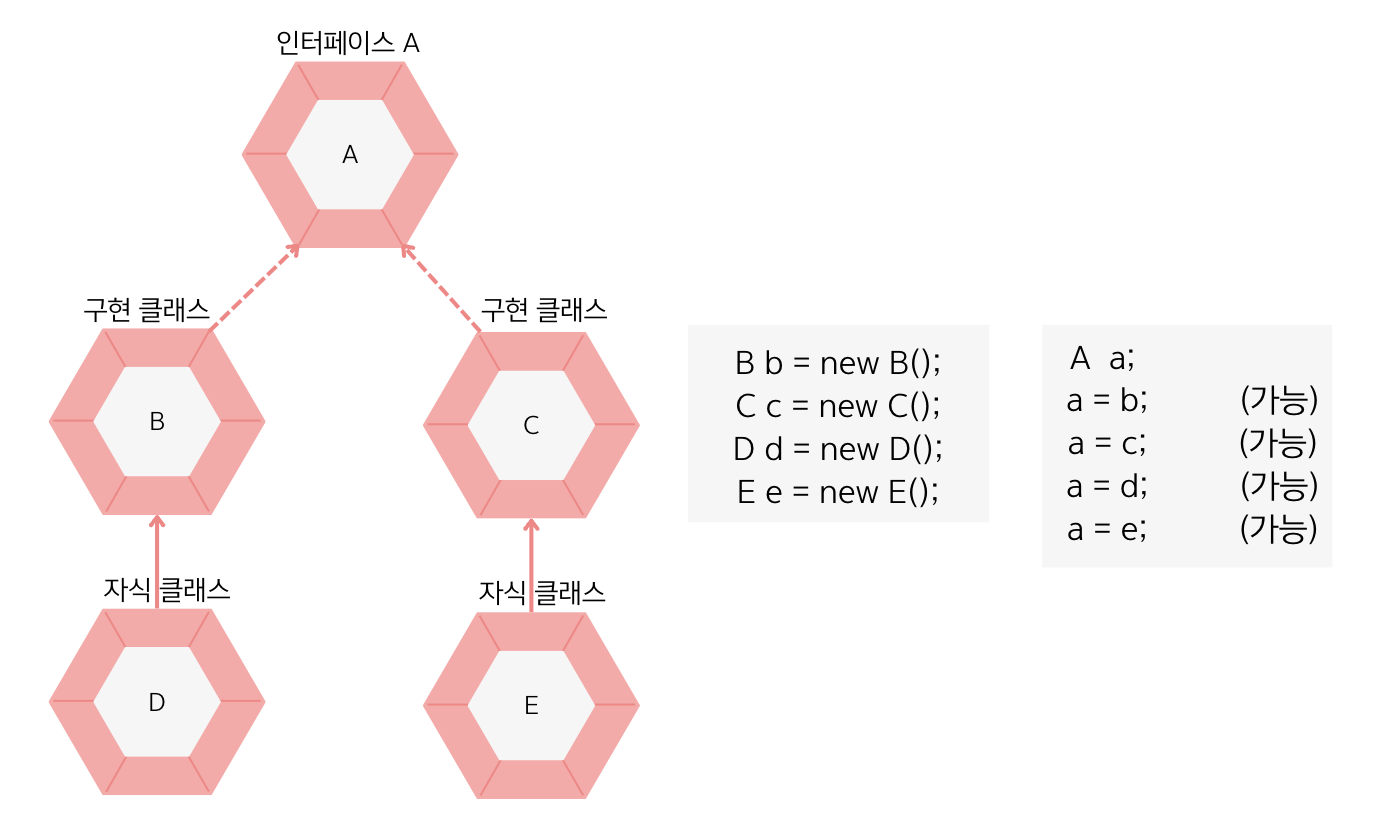 인터페이스 A
A
구현 클래스
구현 클래스
B
C
자식 클래스
자식 클래스
D
E
B b = new B();
C c = new C();
D d = new D();
E e = new E();
A a;
a = b; (가능)
a = c; (가능)
a = d; (가능)
a = e; (가능)